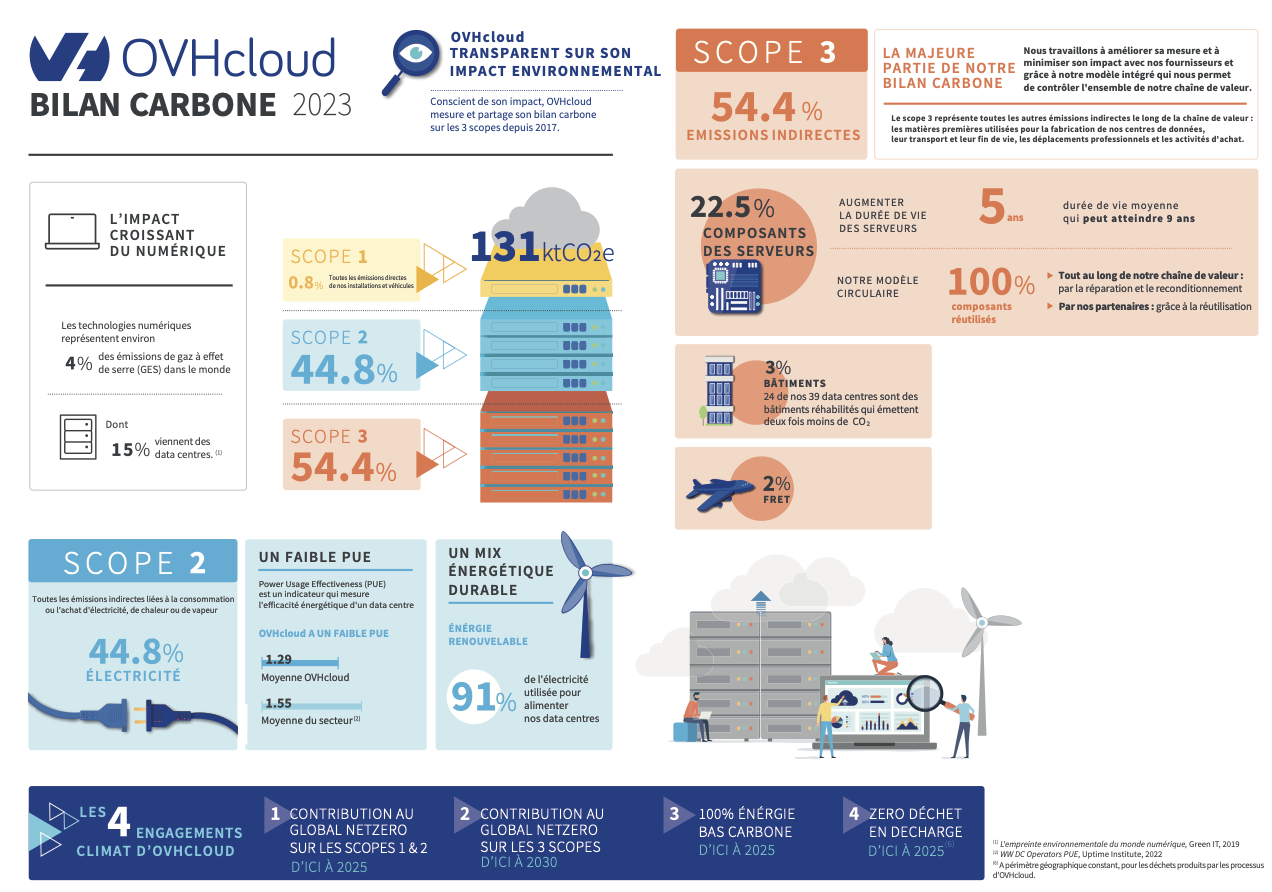 OVHcloud
BILAN CARBONE 2023
OVHcloud
TRANSPARENT SUR SON
IMPACT ENVIRONNEMENTAL
Conscient de son impact, OVHcloud
mesure et partage son bilan carbone
sur les 3 scopes depuis 2017.
L'IMPACT
CROISSANT
DU NUMÉRIQUE
Les technologies numériques
représentent environ
4% des émissions de gaz à effet
de serre (GES) dans le monde
Dont
15% viennent des
data centres. (1)
131 ktCO₂e
SCOPE 1
0.8% Toutes les émissions directes
de nos installations et véhicules
SCOPE 2
44.8%
SCOPE 3
54.4%
SCOPE 2
Toutes les émissions indirectes liées à la consommation
ou l'achat d'électricité, de chaleur ou de vapeur
44.8%
ÉLECTRICITÉ
UN FAIBLE PUE
Power Usage Effectiveness (PUE)
est un indicateur qui mesure
l'efficacité énergétique d'un data centre
OVHcloud A UN FAIBLE PUE
1.29
Moyenne OVHcloud
1.55
Moyenne du secteur(2)
UN MIX
ÉNERGÉTIQUE
DURABLE
ÉNÉRGIE
RENOUVELABLE
91% de l'électricité
utilisée pour
alimenter
nos data centres
SCOPE 3
54.4 %
EMISSIONS INDIRECTES
LA MAJEURE
PARTIE DE NOTRE
BILAN CARBONE
Nous travaillons à améliorer sa mesure et à
minimiser son impact avec nos fournisseurs et
grâce à notre modèle intégré qui nous permet
de contrôler l'ensemble de notre chaîne de valeur.
Le scope 3 représente toutes les autres émissions indirectes le long de la chaîne de valeur :
les matières premières utilisées pour la fabrication de nos centres de données,
leur transport et leur fin de vie, les déplacements professionnels et les activités d'achat.
22.5%
COMPOSANTS
DES SERVEURS
AUGMENTER
LA DURÉE DE VIE
DES SERVEURS
5 ans
durée de vie moyenne
qui peut atteindre 9 ans
NOTRE MODÈLE
CIRCULAIRE
100%
composants
réutilisés
Tout au long de notre chaîne de valeur :
par la réparation et le reconditionnement
Par nos partenaires : grâce à la réutilisation
3%
BÂTIMENTS
24 de nos 39 data centres sont des
bâtiments réhabilités qui émettent
deux fois moins de CO₂
2%
FRET
LES 4 ENGAGEMENTS
CLIMAT D'OVHCLOUD
1 CONTRIBUTION AU
GLOBAL NETZERO
SUR LES SCOPES 1 & 2
D'ICI À 2025
2 CONTRIBUTION AU
GLOBAL NETZERO
SUR LES 3 SCOPES
D'ICI À 2030
3 100% ÉNÉRGIE
BAS CARBONE
D'ICI À 2025
4 ZERO DÉCHET
EN DECHARGE
D'ICI À 2025(6)
(1) L'empreinte environnementale du monde numérique, Green IT, 2019
(2) WW DC Operators PUE, Uptime Institute, 2022
(6) A périmètre géographique constant, pour les déchets produits par les processus
d'OVHcloud.